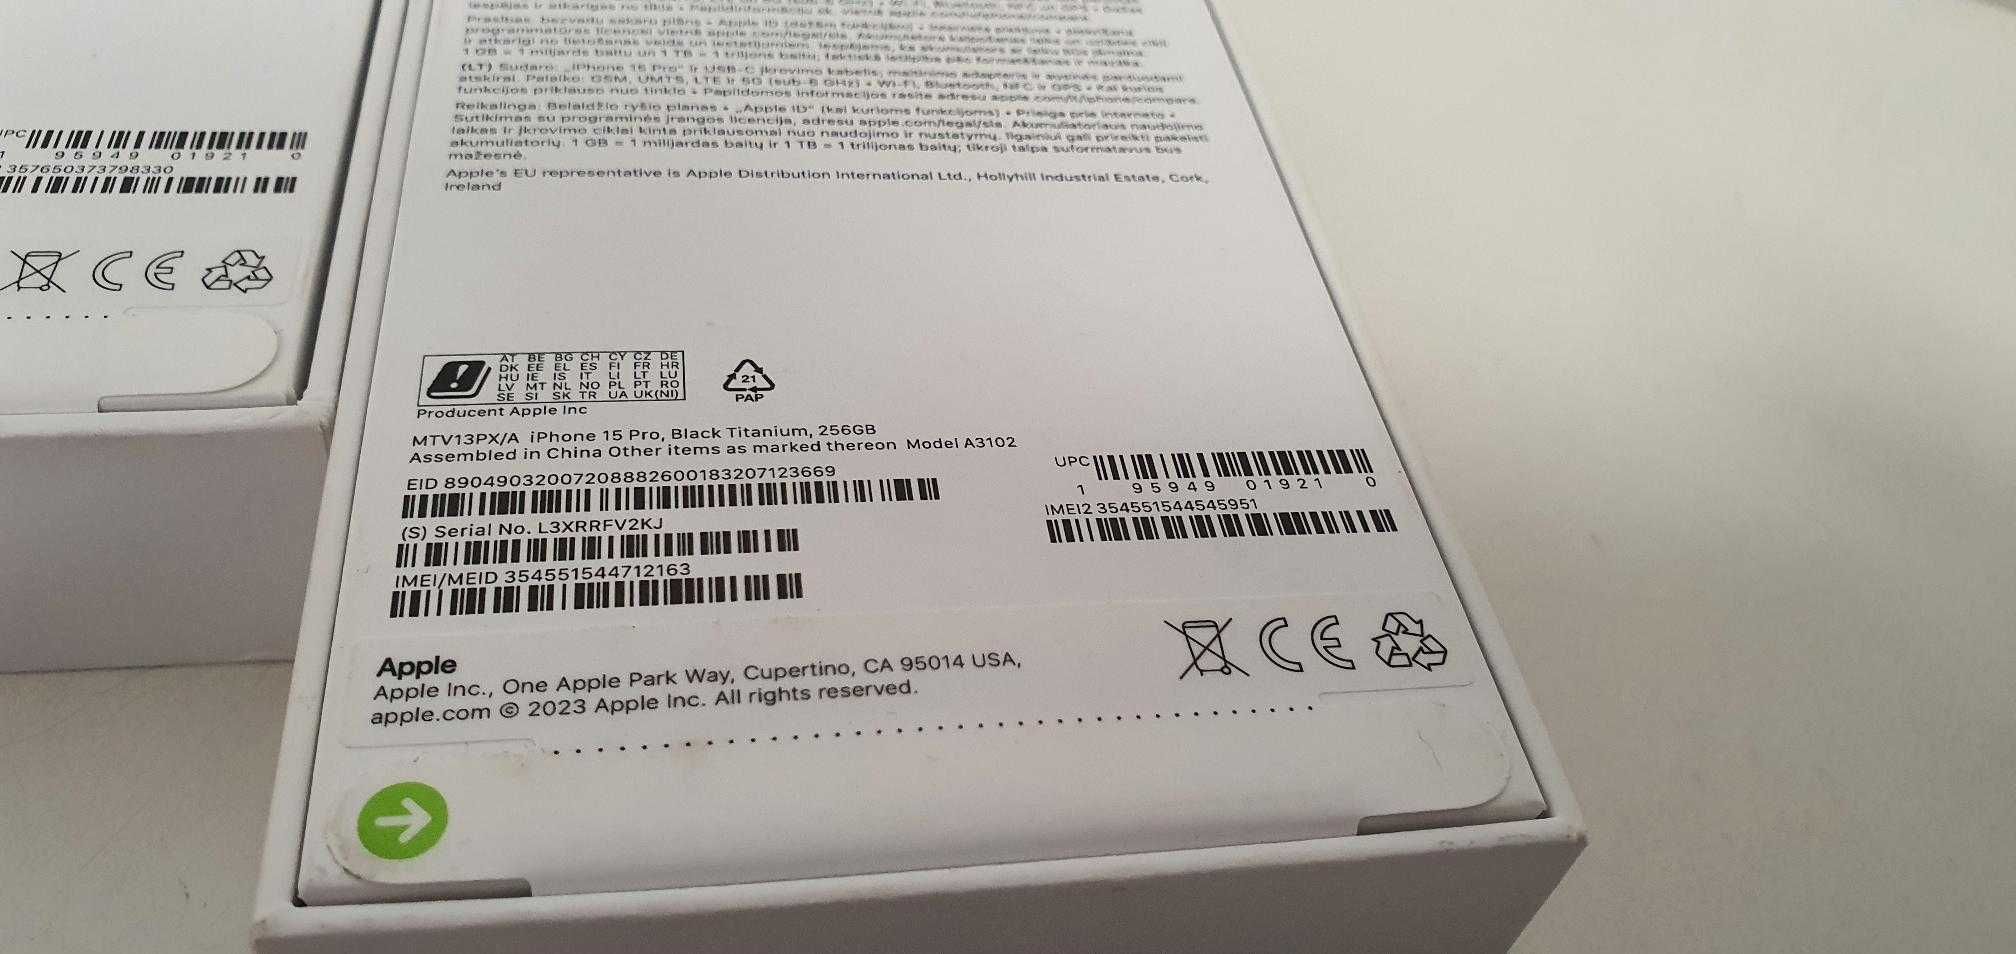 (LT) Sudaro: „iPhone 15 Pro" ir USB-C įkrovimo kabelis; maitinimo adapteris ir ausinės parduodami
atskirai. Palaiko: GSM, UMTS, LTE ir 5G (sub-6 GHz) • Wi-Fi, Bluetooth, NFC ir GPS • Kai kurios
funkcijos priklauso nuo tinklo • Papildomos informacijos rasite adresu apple.com/lt/iphone/compare.
Reikalinga: Belaidžio ryšio planas • „Apple ID" (kai kurioms funkcijoms) • Prieiga prie interneto •
Sutikimas su programinės įrangos licencija, adresu apple.com/legal/sla. Akumuliatoriaus naudojimo
laikas ir įkrovimo ciklai kinta priklausomai nuo naudojimo ir nustatymų. Ilgainiui gali prireikti pakeisti
akumuliatorių. 1 GB = 1 milijardas baitų ir 1 TB = 1 trilijonas baitų; tikroji talpa suformatavus bus
mažesnė.
Apple's EU representative is Apple Distribution International Ltd., Hollyhill Industrial Estate, Cork,
Ireland
PC
1 95949 01921 0
357650373798330
AT BE BG CH CY CZ DE
DK EE EL ES FI FR HR
HU IE IS IT LI LT LU
LV MT NL NO PL PT RO
SE SI SK TR UA UK(NI)
21
PAP
Producent Apple Inc
MTV13PX/A iPhone 15 Pro, Black Titanium, 256GB
Assembled in China Other items as marked thereon Model A3102
EID 89049032007208882600183207123669
UPC
1 95949 01921 0
(S) Serial No. L3XRRFV2KJ
IMEI2 354551544545951
IMEI/MEID 354551544712163
CE
CE
Apple
Apple Inc., One Apple Park Way, Cupertino, CA 95014 USA,
apple.com © 2023 Apple Inc. All rights reserved.